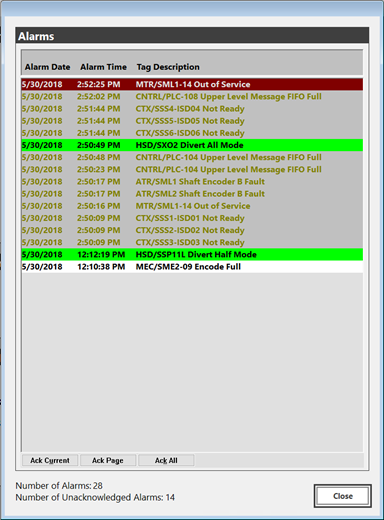 Alarms
Alarm Date Alarm Time Tag Description
5/30/2018 2:52:25 PM MTR/SML1-14 Out of Service
5/30/2018 2:52:02 PM CNTRL/PLC-108 Upper Level Message FIFO Full
5/30/2018 2:51:44 PM CTX/SSS4-ISD04 Not Ready
5/30/2018 2:51:44 PM CTX/SSS5-ISD05 Not Ready
5/30/2018 2:51:44 PM CTX/SSS6-ISD06 Not Ready
5/30/2018 2:50:49 PM HSD/SXO2 Divert All Mode
5/30/2018 2:50:48 PM CNTRL/PLC-104 Upper Level Message FIFO Full
5/30/2018 2:50:23 PM CNTRL/PLC-104 Upper Level Message FIFO Full
5/30/2018 2:50:17 PM ATR/SML1 Shaft Encoder B Fault
5/30/2018 2:50:17 PM ATR/SML2 Shaft Encoder B Fault
5/30/2018 2:50:16 PM MTR/SML1-14 Out of Service
5/30/2018 2:50:09 PM CTX/SSS1-ISD01 Not Ready
5/30/2018 2:50:09 PM CTX/SSS2-ISD02 Not Ready
5/30/2018 2:50:09 PM CTX/SSS3-ISD03 Not Ready
5/30/2018 12:12:19 PM HSD/SSP11L Divert Half Mode
5/30/2018 12:10:38 PM MEC/SME2-09 Encode Full
Ack Current Ack Page Ack All
Number of Alarms: 28
Number of Unacknowledged Alarms: 14
Close